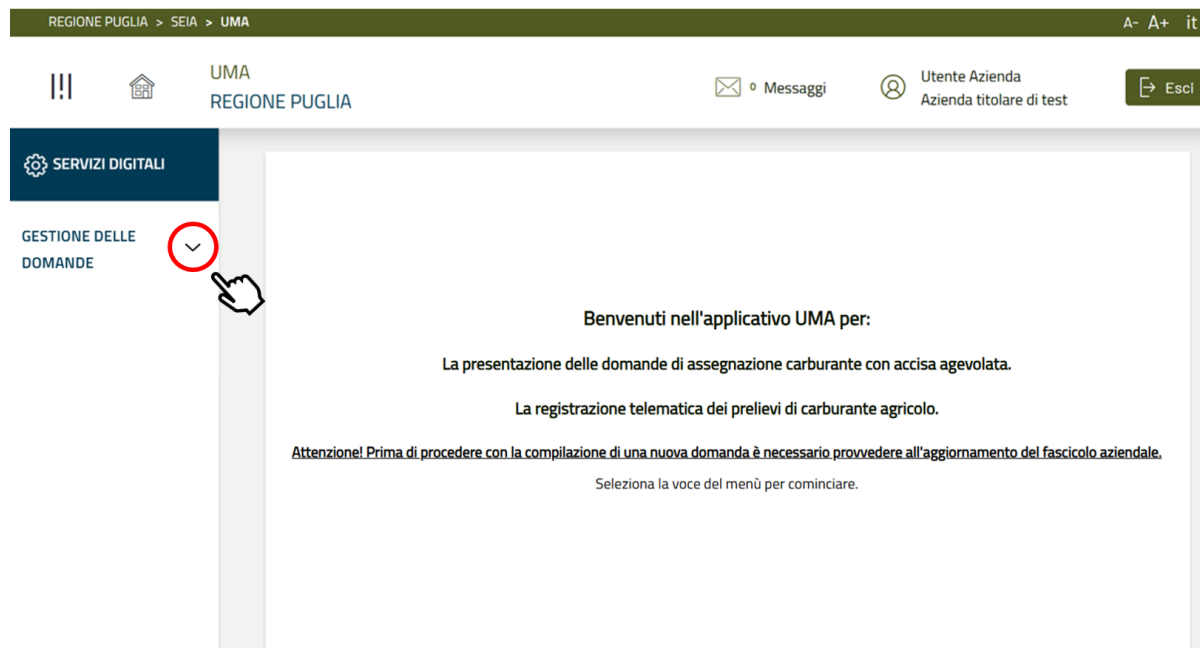 REGIONE PUGLIA > SEIA > UMA
A- A+ it
UMA
REGIONE PUGLIA
0 Messaggi
Utente Azienda
Azienda titolare di test
Esci
SERVIZI DIGITALI
GESTIONE DELLE
DOMANDE
Benvenuti nell'applicativo UMA per:
La presentazione delle domande di assegnazione carburante con accisa agevolata.
La registrazione telematica dei prelievi di carburante agricolo.
Attenzione! Prima di procedere con la compilazione di una nuova domanda è necessario provvedere all'aggiornamento del fascicolo aziendale.
Seleziona la voce del menù per cominciare.